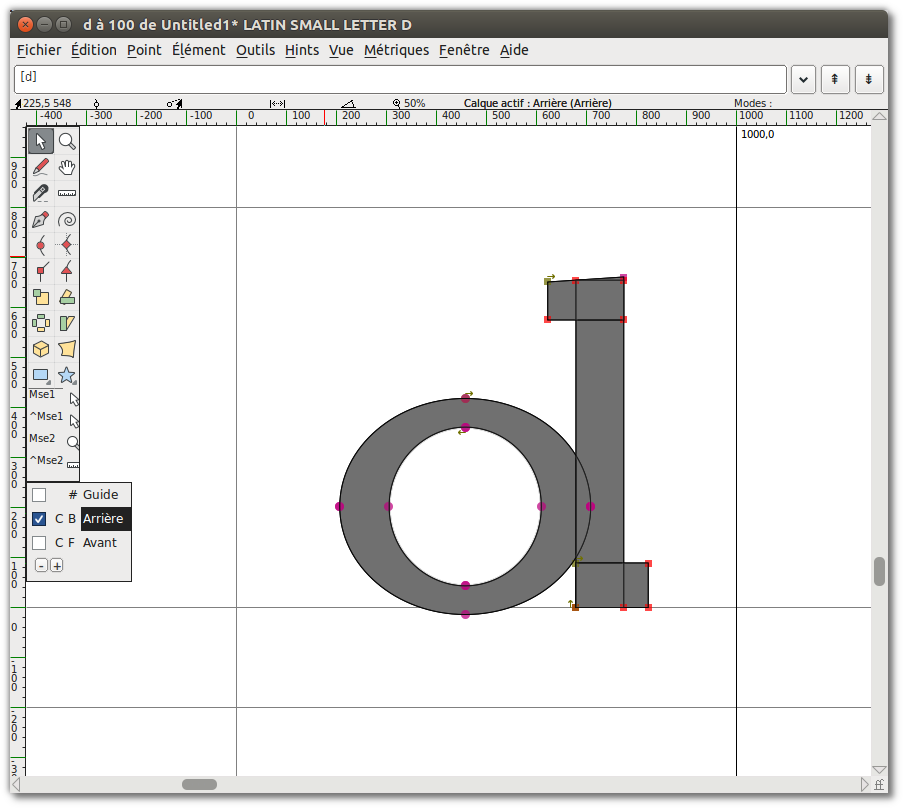 d à 100 de Untitled1* LATIN SMALL LETTER D
Fichier Édition Point Élément Outils Hints Vue Métriques Fenêtre Aide
[d]
225,5 548 50% Calque actif : Arrière (Arrière) Modes :
-400 -300 -200 -100 0 100 200 300 400 500 600 700 800 900 1000 1100 1200
1000,0
900
800
700
600
500
400
300
200
100
0
-100
-200
-3
Mse1
^Mse1
Mse2
^Mse2
# Guide
C B Arrière
C F Avant
- +
d
ff